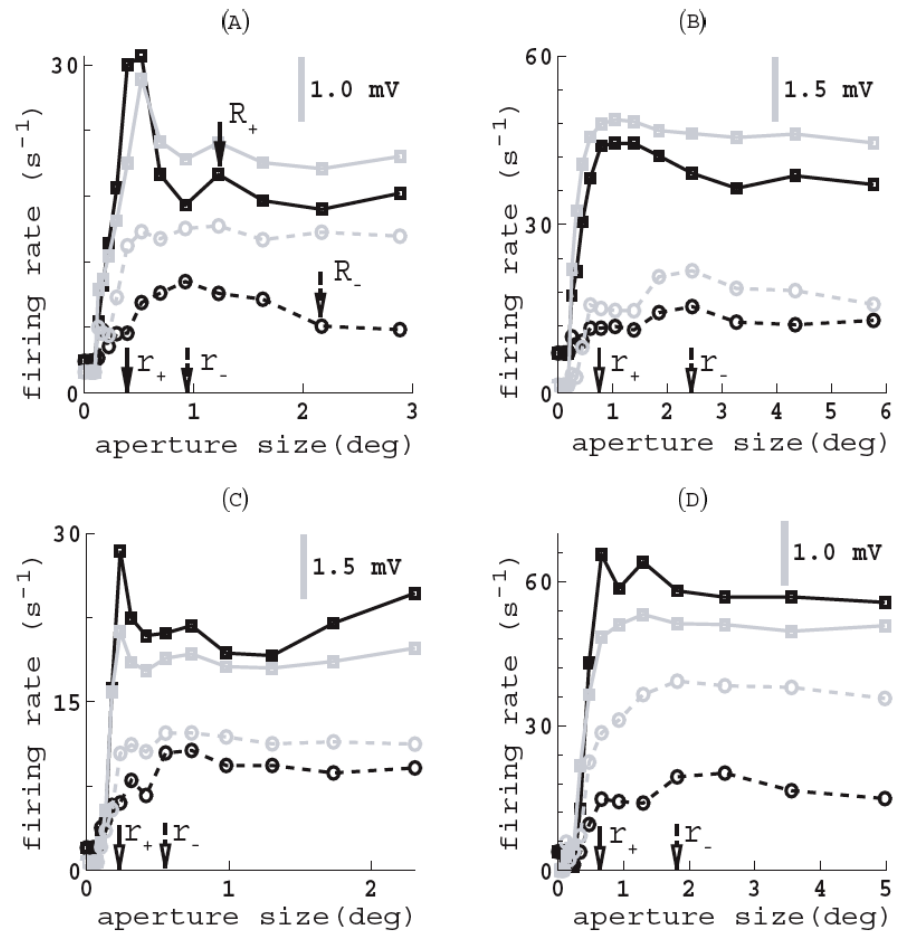 (A)
30
0
firing rate (s⁻¹)
1.0 mV
R₊
R₋
r₊
r₋
0 1 2 3
aperture size(deg)
(B)
60
30
0
firing rate (s⁻¹)
1.5 mV
r₊
r₋
0 1 2 3 4 5 6
aperture size(deg)
(C)
30
15
0
firing rate (s⁻¹)
1.5 mV
r₊
r₋
0 1 2
aperture size(deg)
(D)
60
30
0
firing rate (s⁻¹)
1.0 mV
r₊
r₋
0 1 2 3 4 5
aperture size(deg)